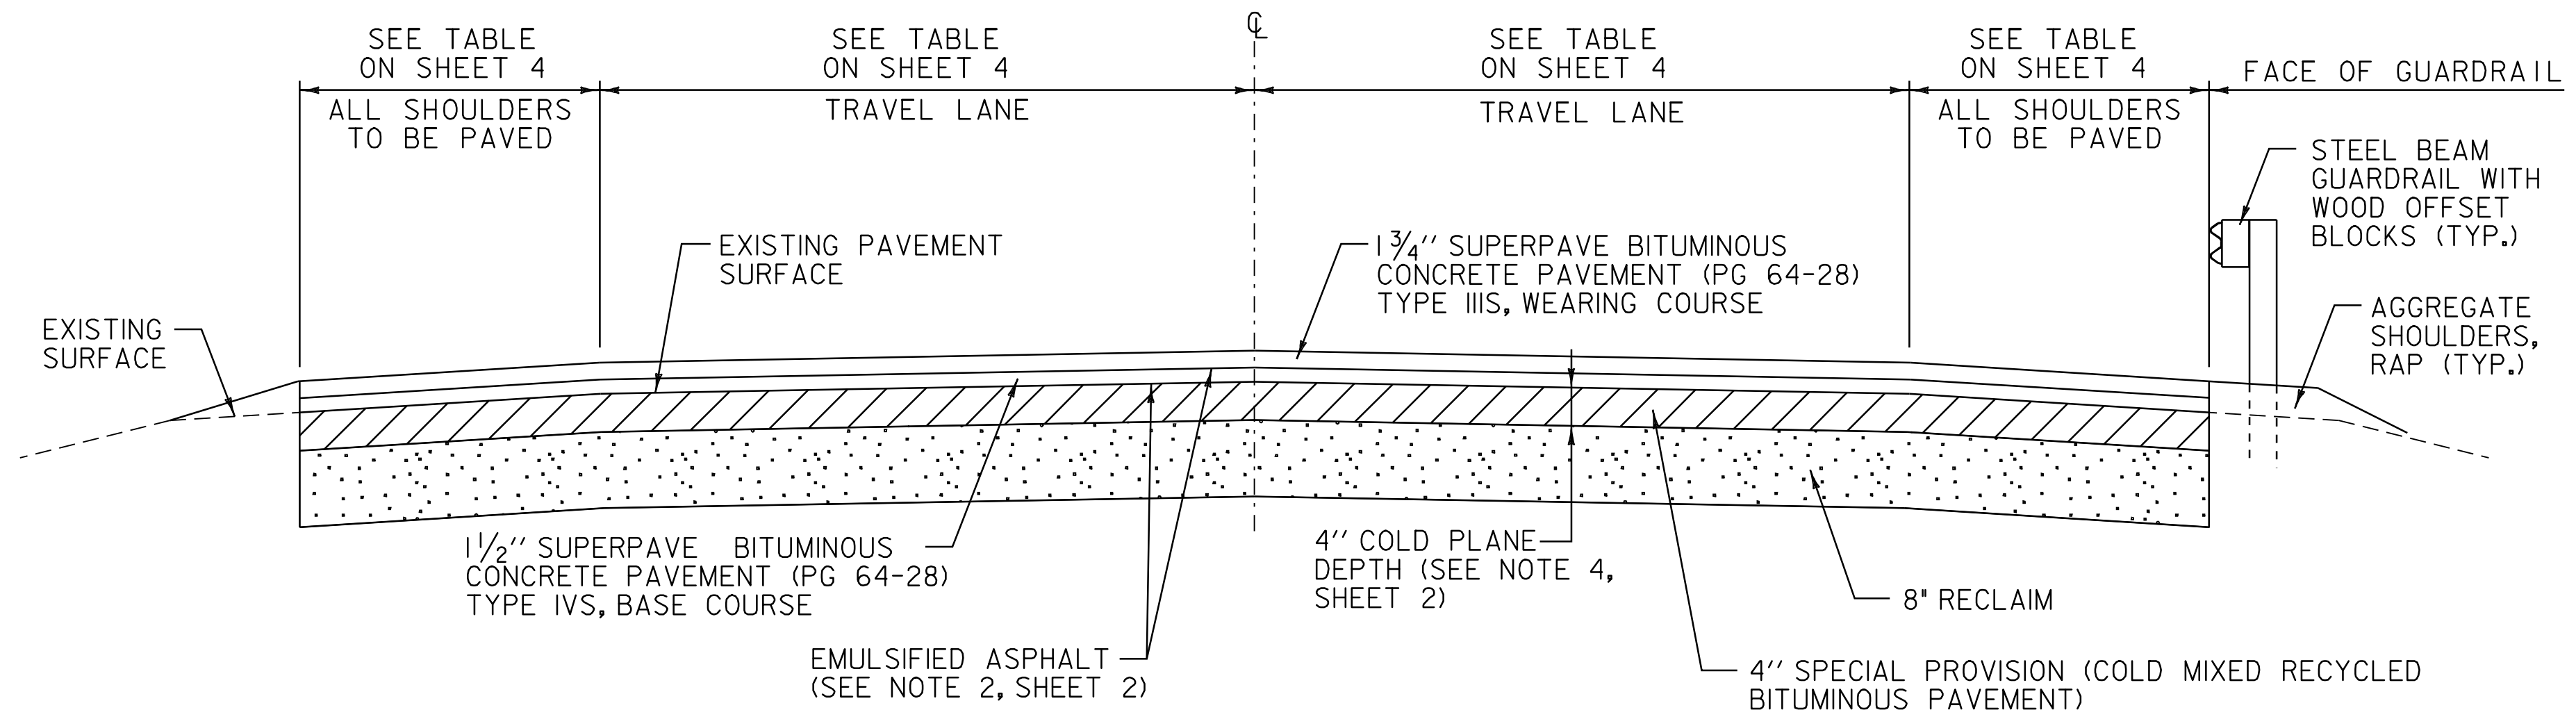 ℄
SEE TABLE
ON SHEET 4
ALL SHOULDERS
TO BE PAVED
SEE TABLE
ON SHEET 4
TRAVEL LANE
SEE TABLE
ON SHEET 4
TRAVEL LANE
SEE TABLE
ON SHEET 4
ALL SHOULDERS
TO BE PAVED
FACE OF GUARDRAIL
STEEL BEAM
GUARDRAIL WITH
WOOD OFFSET
BLOCKS (TYP.)
EXISTING PAVEMENT
SURFACE
1 3/4'' SUPERPAVE BITUMINOUS
CONCRETE PAVEMENT (PG 64-28)
TYPE IIIS, WEARING COURSE
EXISTING
SURFACE
AGGREGATE
SHOULDERS,
RAP (TYP.)
1 1/2'' SUPERPAVE BITUMINOUS
CONCRETE PAVEMENT (PG 64-28)
TYPE IVS, BASE COURSE
4'' COLD PLANE
DEPTH (SEE NOTE 4,
SHEET 2)
8" RECLAIM
EMULSIFIED ASPHALT
(SEE NOTE 2, SHEET 2)
4'' SPECIAL PROVISION (COLD MIXED RECYCLED
BITUMINOUS PAVEMENT)